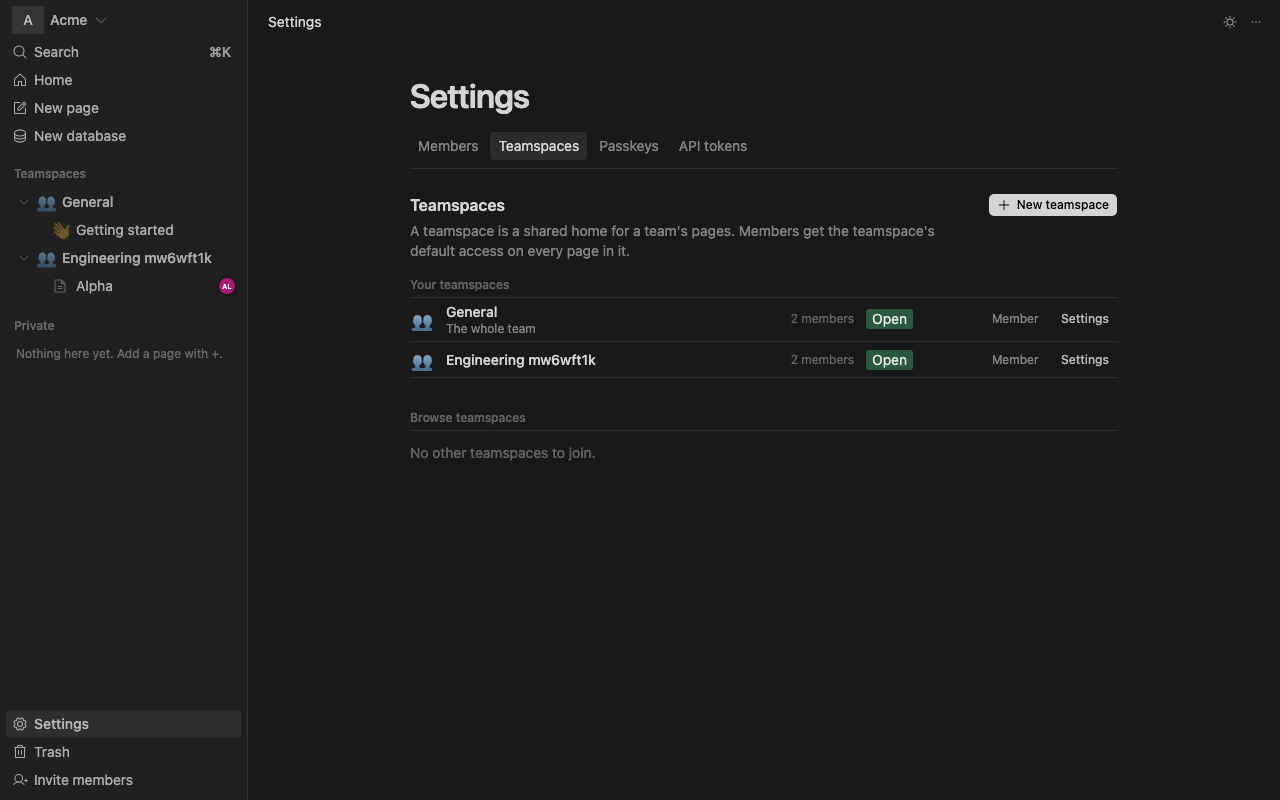 A Acme
Search ⌘K
Home
New page
New database
Teamspaces
General
Getting started
Engineering mw6wft1k
Alpha AL
Private
Nothing here yet. Add a page with +.
Settings
Trash
Invite members
Settings
Settings
Members Teamspaces Passkeys API tokens
Teamspaces
New teamspace
A teamspace is a shared home for a team's pages. Members get the teamspace's
default access on every page in it.
Your teamspaces
General
The whole team
2 members Open Member Settings
Engineering mw6wft1k 2 members Open Member Settings
Browse teamspaces
No other teamspaces to join.